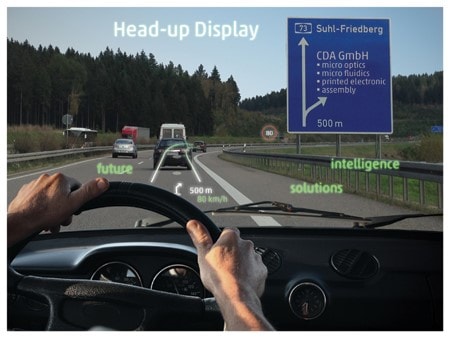 Head-up Display
73 Suhl-Friedberg
CDA GmbH
▪ micro optics
▪ micro fluidics
▪ printed electronic
▪ assembly
500 m
80
intelligence
future
solutions
500 m
80 km/h